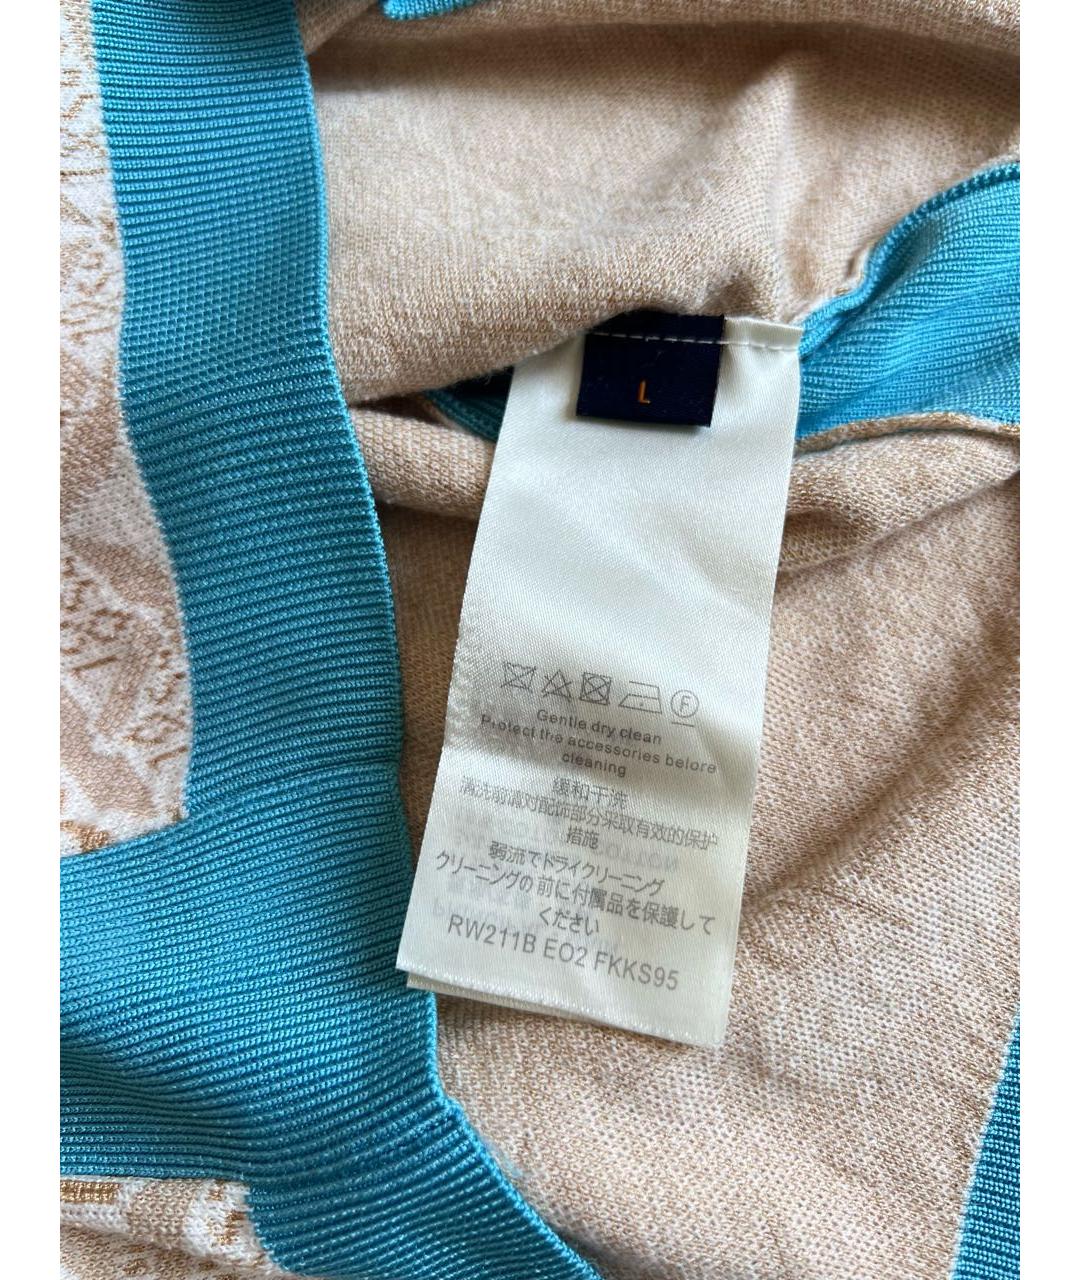 L
F
Gentle dry clean
Protect the accessories before
cleaning
缓和干洗
清洗前请对配饰部分采取有效的保护
措施
弱流でドライクリーニング
クリーニングの前に付属品を保護して
ください
RW211B EO2 FKKS95